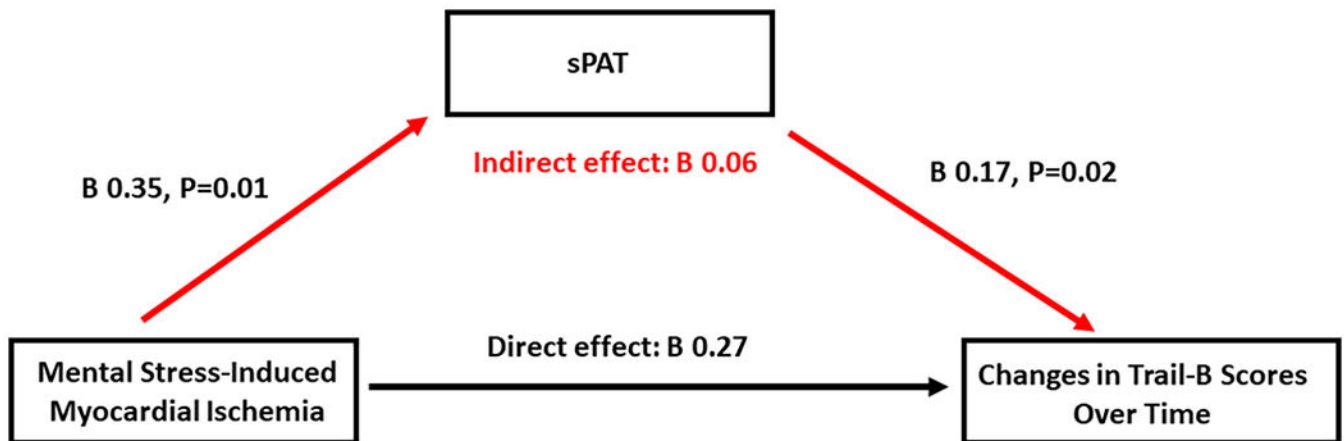 sPAT
Indirect effect: B 0.06
B 0.35, P=0.01
B 0.17, P=0.02
Direct effect: B 0.27
Mental Stress-Induced
Myocardial Ischemia
Changes in Trail-B Scores
Over Time